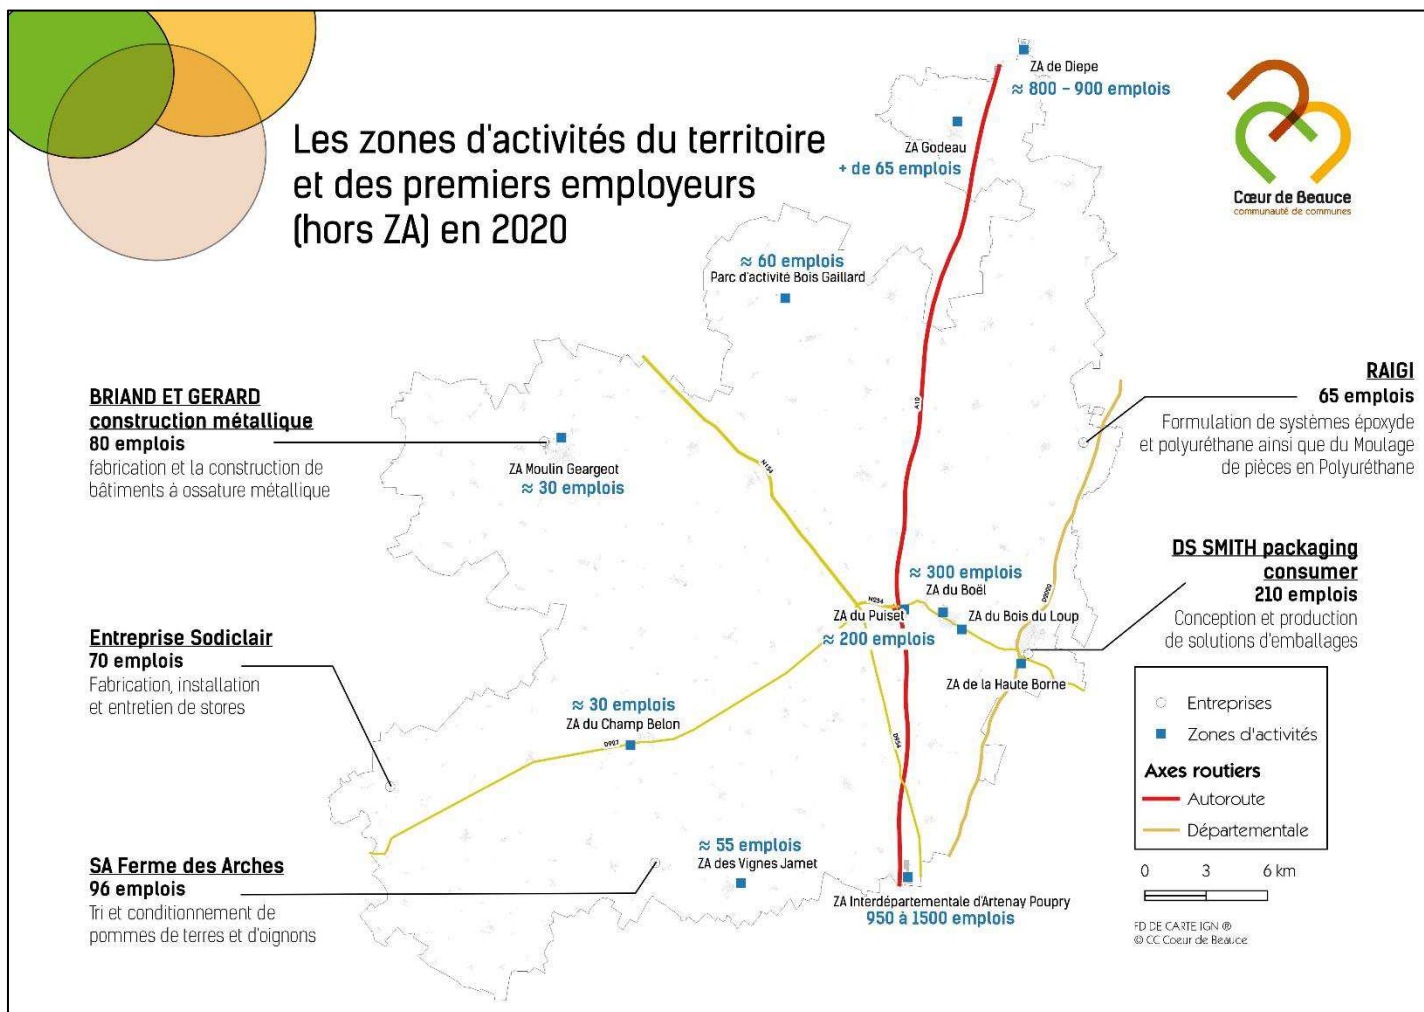 Les zones d'activités du territoire
et des premiers employeurs
(hors ZA) en 2020
ZA de Diepe
≈ 800 – 900 emplois
ZA Godeau
+ de 65 emplois
Cœur de Beauce
communauté de communes
≈ 60 emplois
Parc d'activité Bois Gaillard
BRIAND ET GERARD
construction métallique
80 emplois
fabrication et la construction de
bâtiments à ossature métallique
ZA Moulin Geargeot
≈ 30 emplois
N154
A10
RAIGI
65 emplois
Formulation de systèmes époxyde
et polyuréthane ainsi que du Moulage
de pièces en Polyuréthane
DS SMITH packaging
consumer
210 emplois
Conception et production
de solutions d'emballages
≈ 300 emplois
ZA du Boël
D2020
N254
ZA du Puiset
ZA du Bois du Loup
≈ 200 emplois
ZA de la Haute Borne
Entreprise Sodiclair
70 emplois
Fabrication, installation
et entretien de stores
≈ 30 emplois
ZA du Champ Belon
D927
D954
SA Ferme des Arches
96 emplois
Tri et conditionnement de
pommes de terres et d'oignons
≈ 55 emplois
ZA des Vignes Jamet
ZA Interdépartementale d'Artenay Poupry
950 à 1500 emplois
Entreprises
Zones d'activités
Axes routiers
Autoroute
Départementale
0 3 6 km
FD DE CARTE IGN ®
© CC Coeur de Beauce